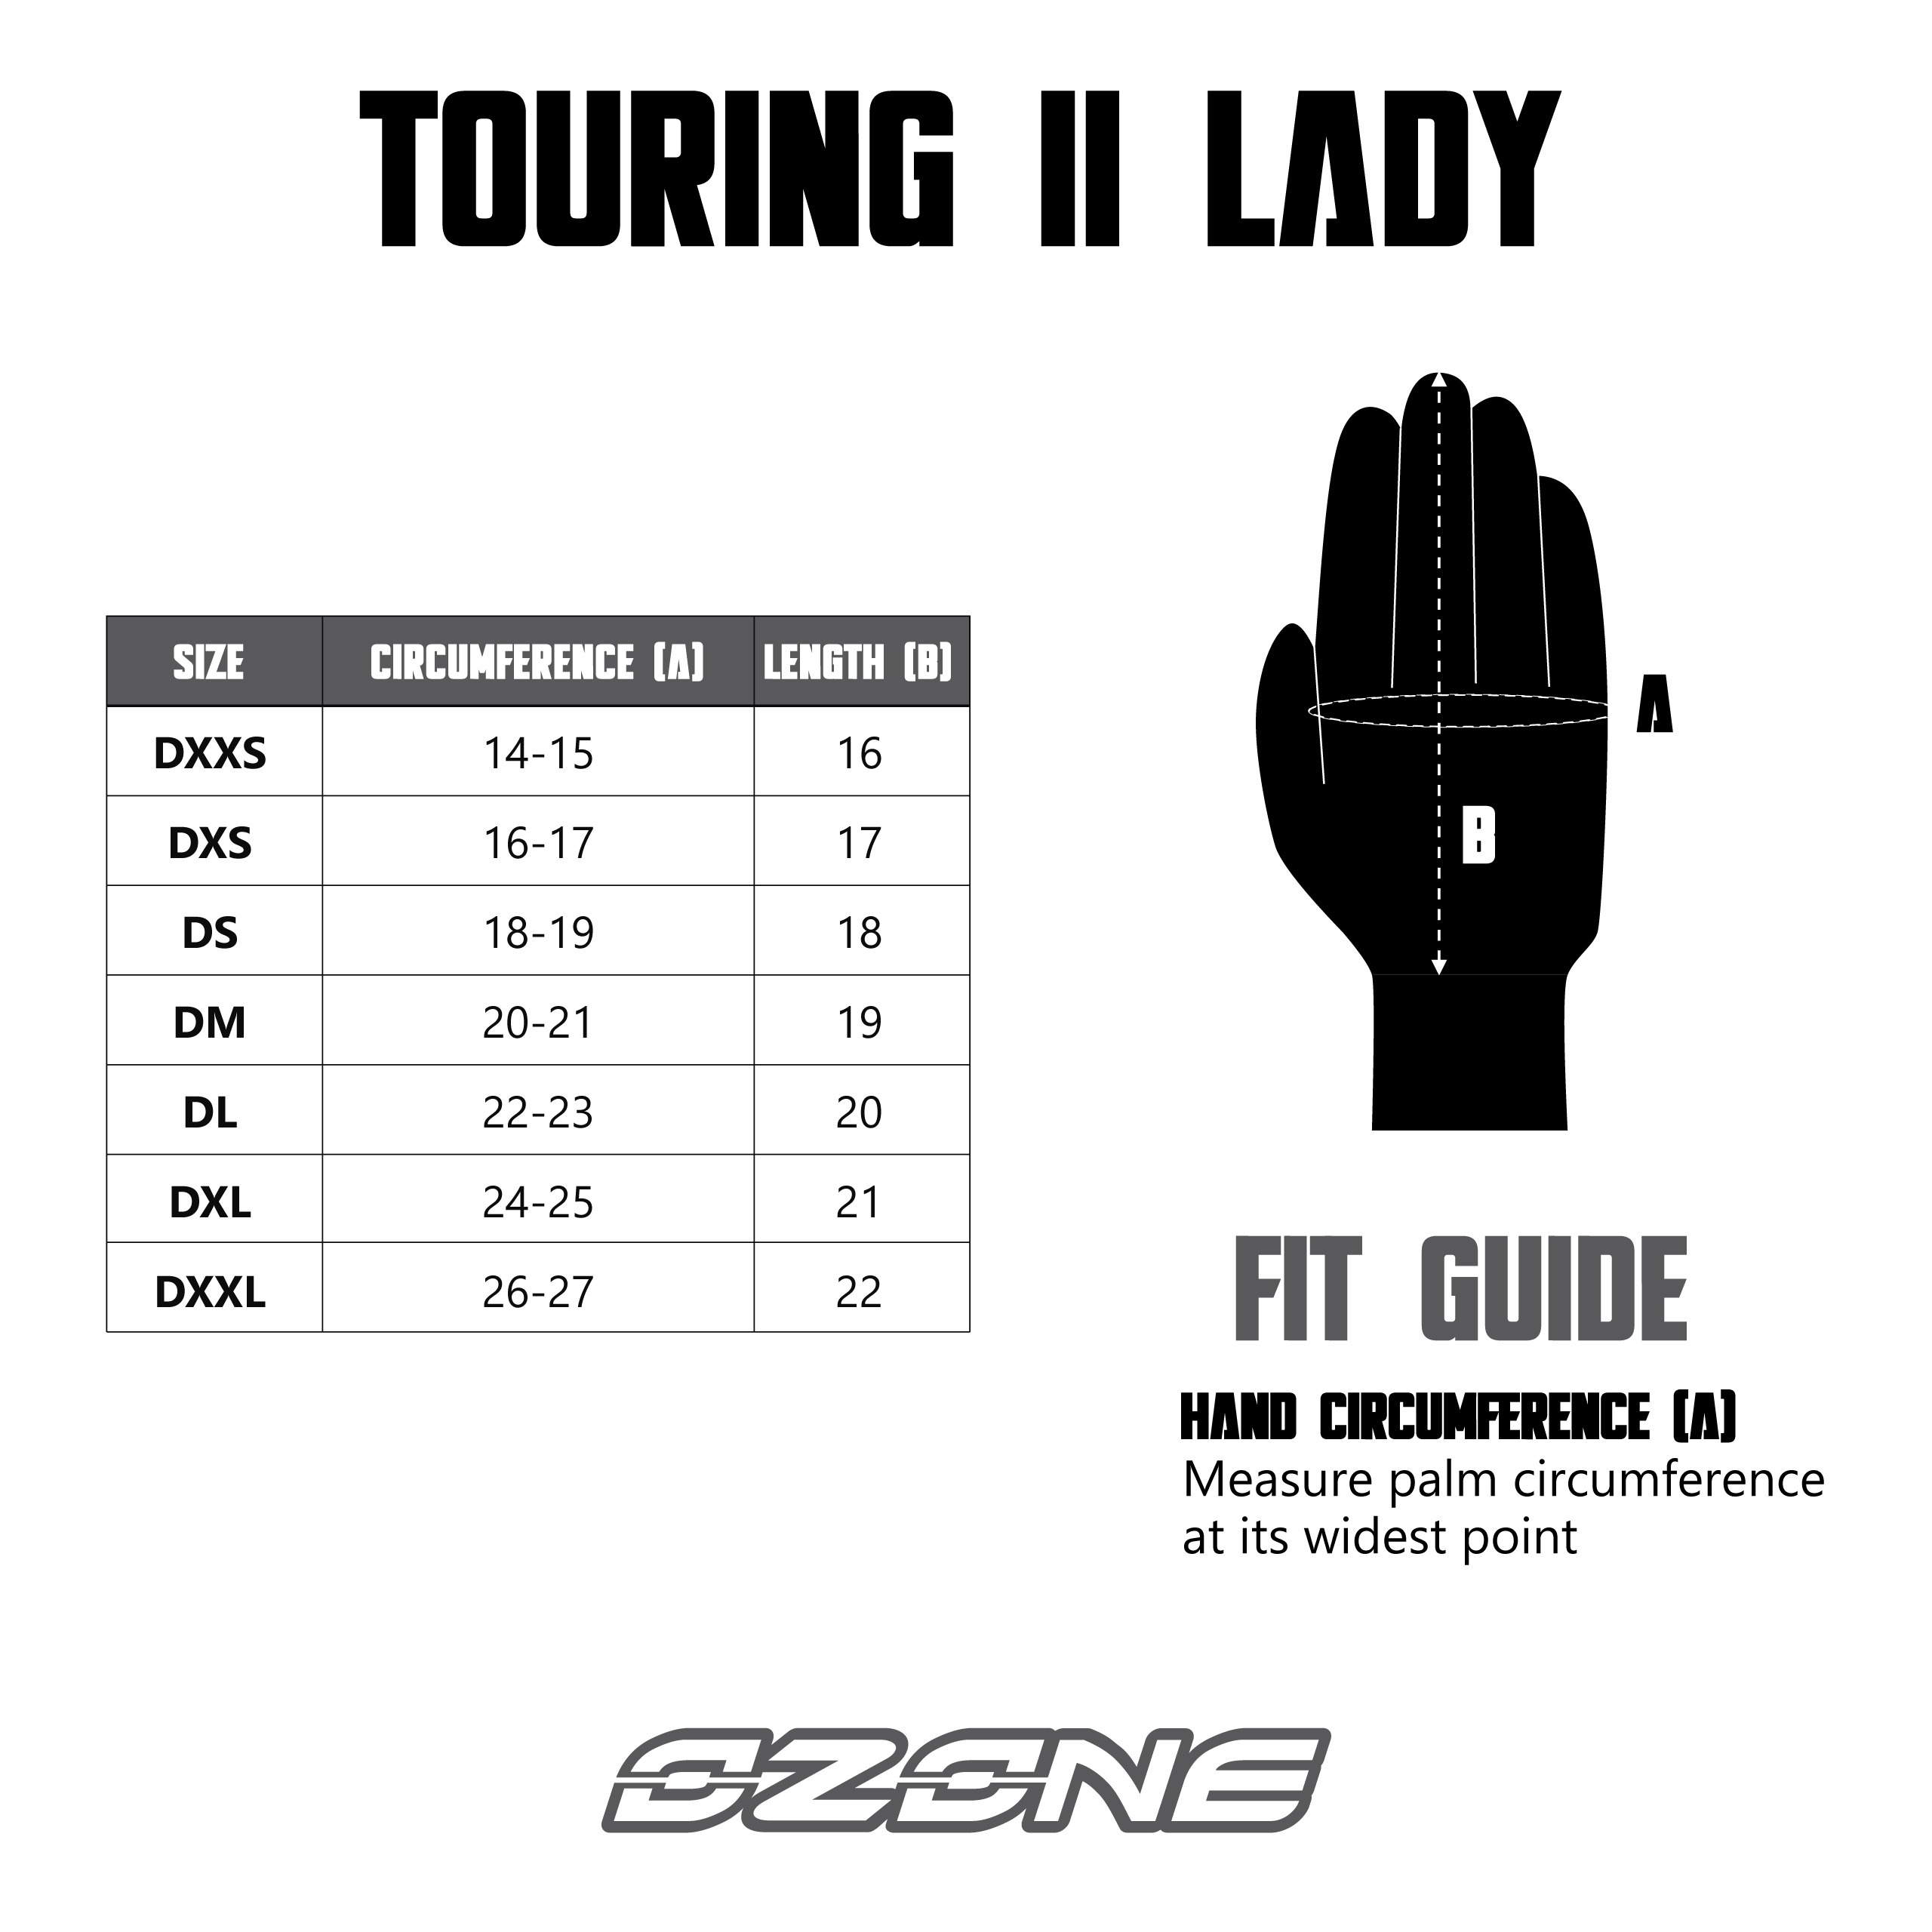 TOURING II LADY
SIZE CIRCUMFERENCE (A) LENGTH (B)
DXXS 14-15 16
DXS 16-17 17
DS 18-19 18
DM 20-21 19
DL 22-23 20
DXL 24-25 21
DXXL 26-27 22
A
B
FIT GUIDE
HAND CIRCUMFERENCE (A)
Measure palm circumference
at its widest point
OZONE